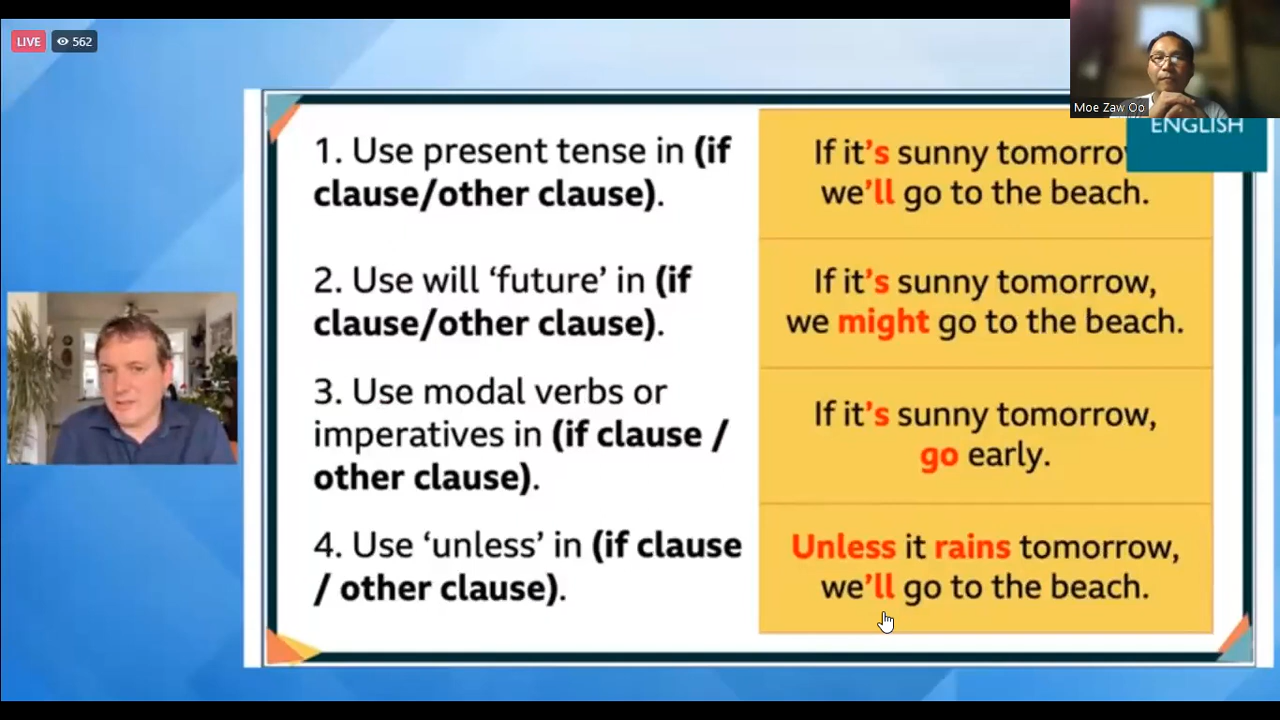 LIVE
562
Moe Zaw Oo
ENGLISH
1. Use present tense in (if
clause/other clause).
If it's sunny
we'll go to the beach.
2. Use will ‘future’ in (if
clause/other clause).
If it's sunny tomorrow,
we might go to the beach.
3. Use modal verbs or
imperatives in (if clause /
other clause).
If it's sunny tomorrow,
go early.
4. Use ‘unless’ in (if clause
/ other clause).
Unless it rains tomorrow,
we'll go to the beach.